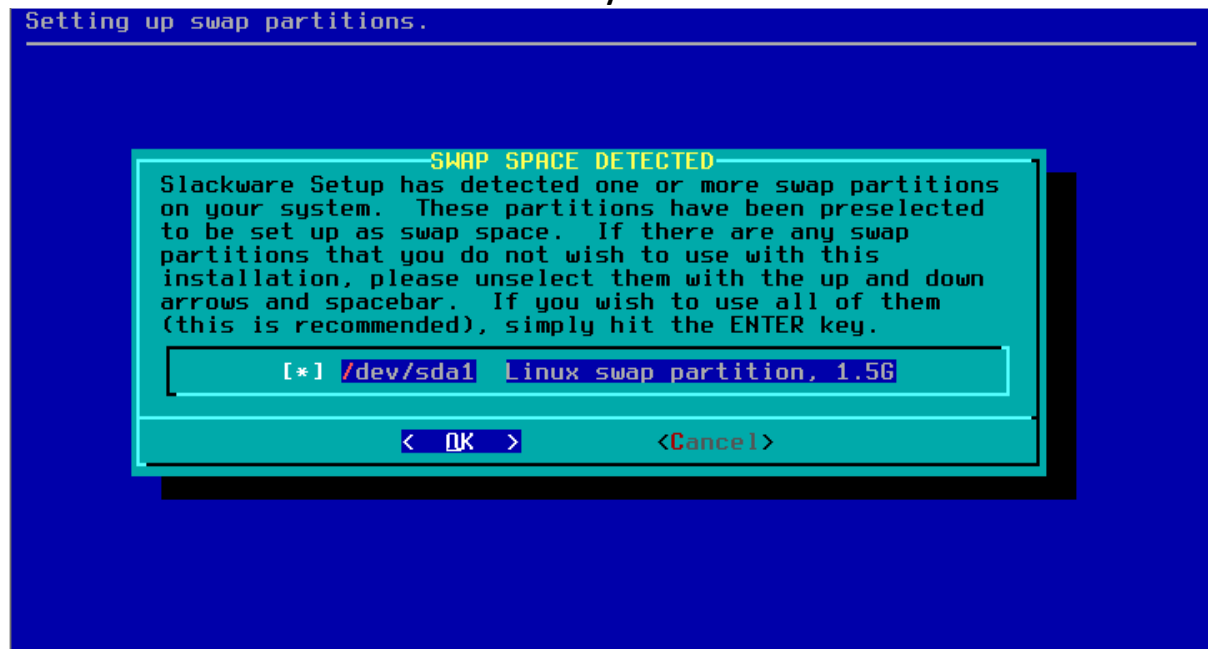 Setting up swap partitions.
SWAP SPACE DETECTED
Slackware Setup has detected one or more swap partitions
on your system.  These partitions have been preselected
to be set up as swap space.  If there are any swap
partitions that you do not wish to use with this
installation, please unselect them with the up and down
arrows and spacebar.  If you wish to use all of them
(this is recommended), simply hit the ENTER key.
[*] /dev/sda1  Linux swap partition, 1.5G
<  OK  >        <Cancel>